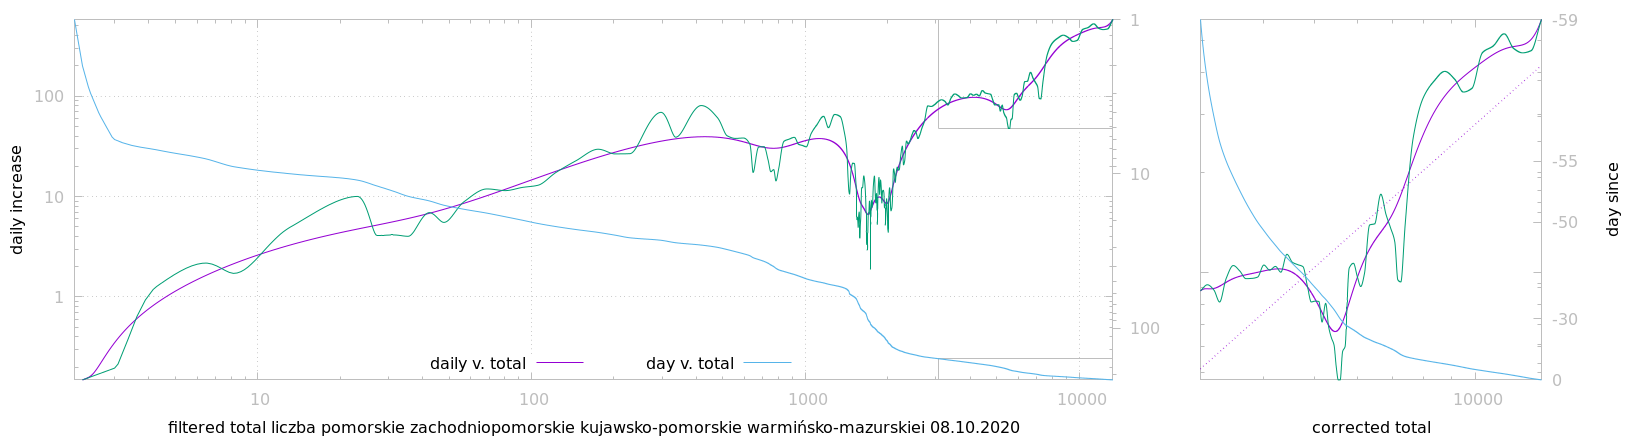 1
-59
100
10
-55
daily increase
10
-50
day since
1
100
-30
daily v. total
day v. total
0
10
100
1000
10000
10000
filtered total liczba pomorskie zachodniopomorskie kujawsko-pomorskie warmińsko-mazurskiei 08.10.2020
corrected total